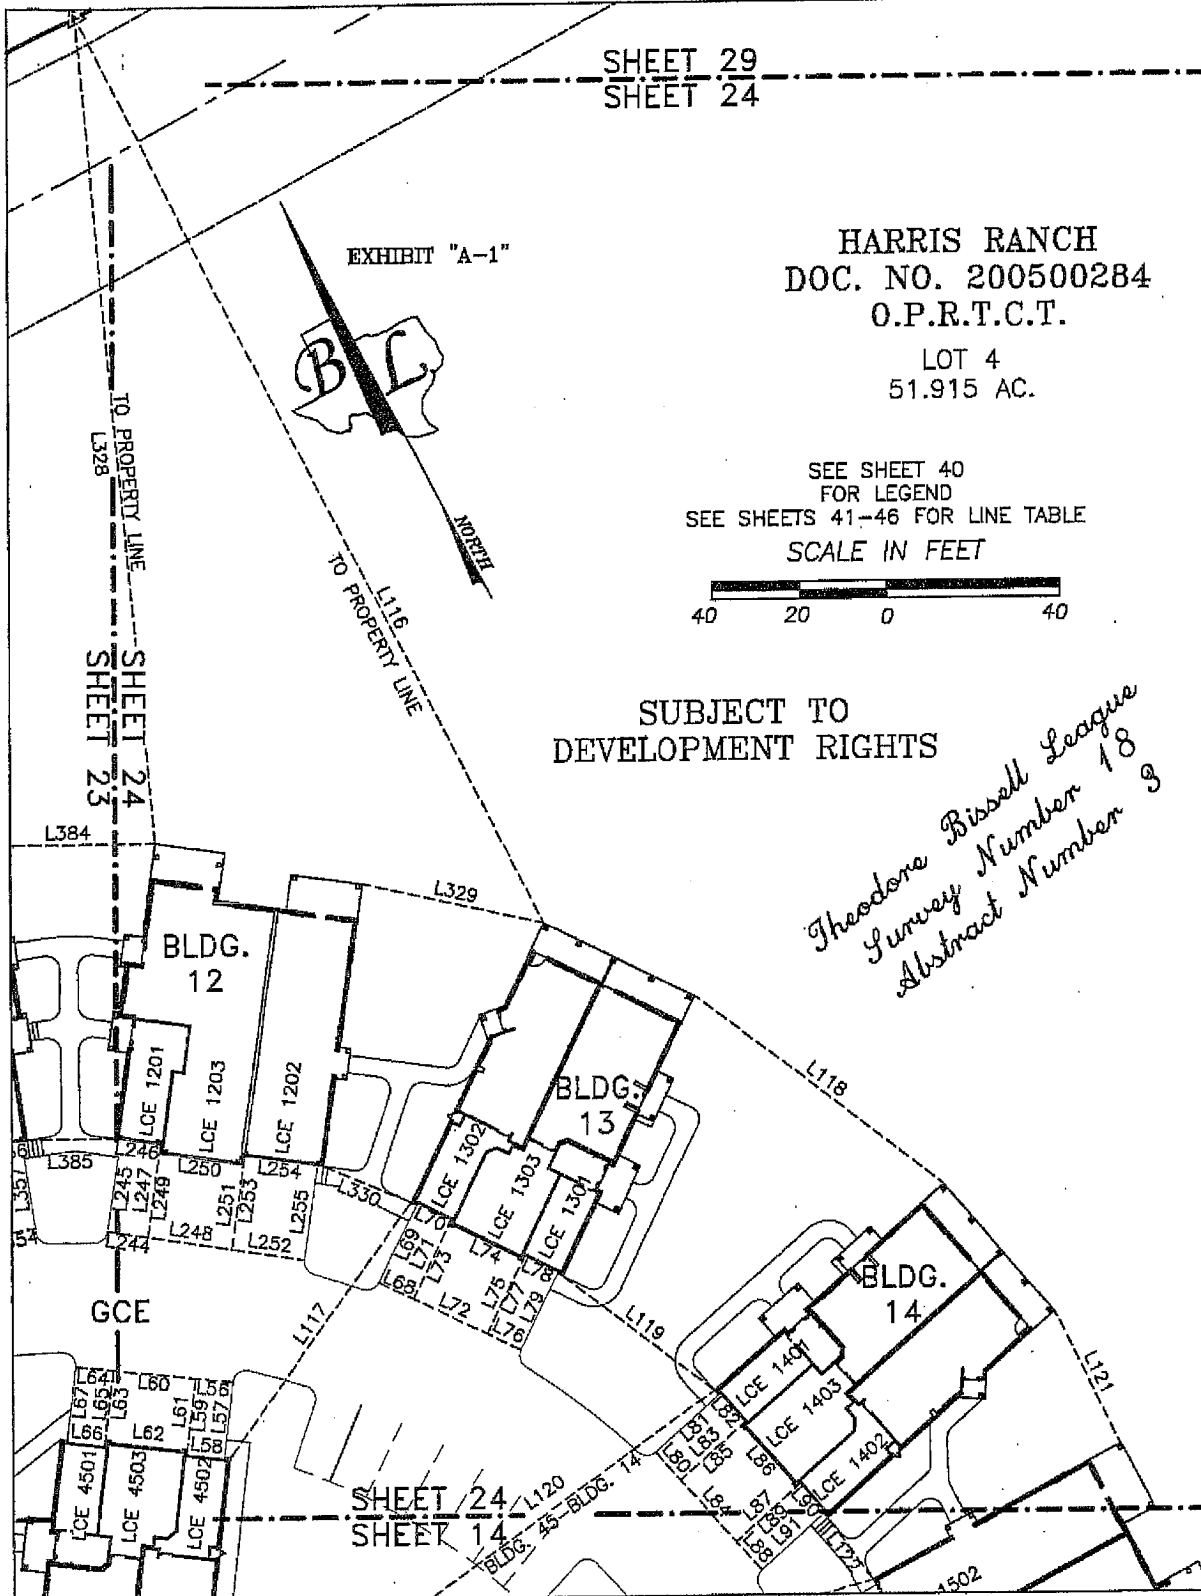 SHEET 29
SHEET 24
EXHIBIT "A-1"
HARRIS RANCH
DOC. NO. 200500284
O.P.R.T.C.T.
LOT 4
51.915 AC.
B L
NORTH
SEE SHEET 40
FOR LEGEND
SEE SHEETS 41-46 FOR LINE TABLE
SCALE IN FEET
40 20 0 40
TO PROPERTY LINE
L328
L116
TO PROPERTY LINE
SHEET 24
SHEET 23
SUBJECT TO
DEVELOPMENT RIGHTS
Theodore Bissell League
Survey Number 18
Abstract Number 3
L384
L329
BLDG.
12
LCE 1201
LCE 1203
LCE 1202
L118
BLDG.
13
LCE 1302
LCE 1303
LCE 1301
L246
L385
L250
L254
L357
L245
L247
L249
L251
L253
L255
L330
L244
L248
L252
L70
L69
L71
L73
L74
L78
L68
L72
L75
L77
L79
L76
GCE
L117
L119
BLDG.
14
LCE 1401
LCE 1403
LCE 1402
L121
L64
L60
L56
L67
L65
L63
L61
L59
L57
L66
L62
L58
LCE 4501
LCE 4503
LCE 4502
L82
L81
L83
L85
L80
L86
L84
L87
L89
L91
L90
L88
L122
L120
BLDG. 45 - BLDG. 14
SHEET 24
SHEET 14
1502